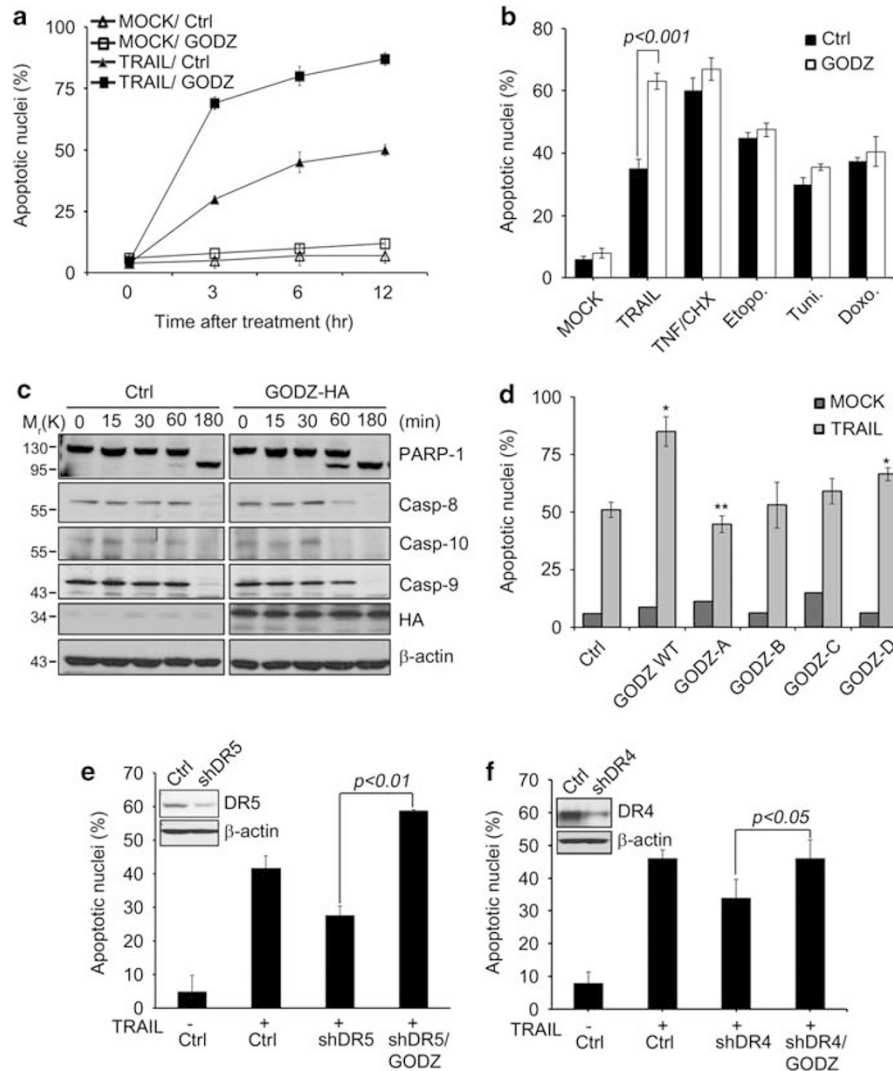 a
MOCK/ Ctrl
MOCK/ GODZ
TRAIL/ Ctrl
TRAIL/ GODZ
Apoptotic nuclei (%)
100
75
50
25
0
0 3 6 12
Time after treatment (hr)
b
Ctrl
GODZ
p<0.001
Apoptotic nuclei (%)
80
60
40
20
0
MOCK
TRAIL
TNF/CHX
Etopo.
Tuni.
Doxo.
c
Ctrl GODZ-HA
Mr(K) 0 15 30 60 180 0 15 30 60 180 (min)
130
95
PARP-1
55
Casp-8
55
Casp-10
43
Casp-9
34
HA
43
β-actin
d
MOCK
TRAIL
Apoptotic nuclei (%)
100
75
50
25
0
*
**
*
Ctrl
GODZ WT
GODZ-A
GODZ-B
GODZ-C
GODZ-D
e
Ctrl
shDR5
DR5
β-actin
p<0.01
Apoptotic nuclei (%)
70
60
50
40
30
20
10
0
TRAIL - + + +
Ctrl Ctrl shDR5 shDR5/
GODZ
f
Ctrl
shDR4
DR4
β-actin
p<0.05
Apoptotic nuclei (%)
70
60
50
40
30
20
10
0
TRAIL - + + +
Ctrl Ctrl shDR4 shDR4/
GODZ